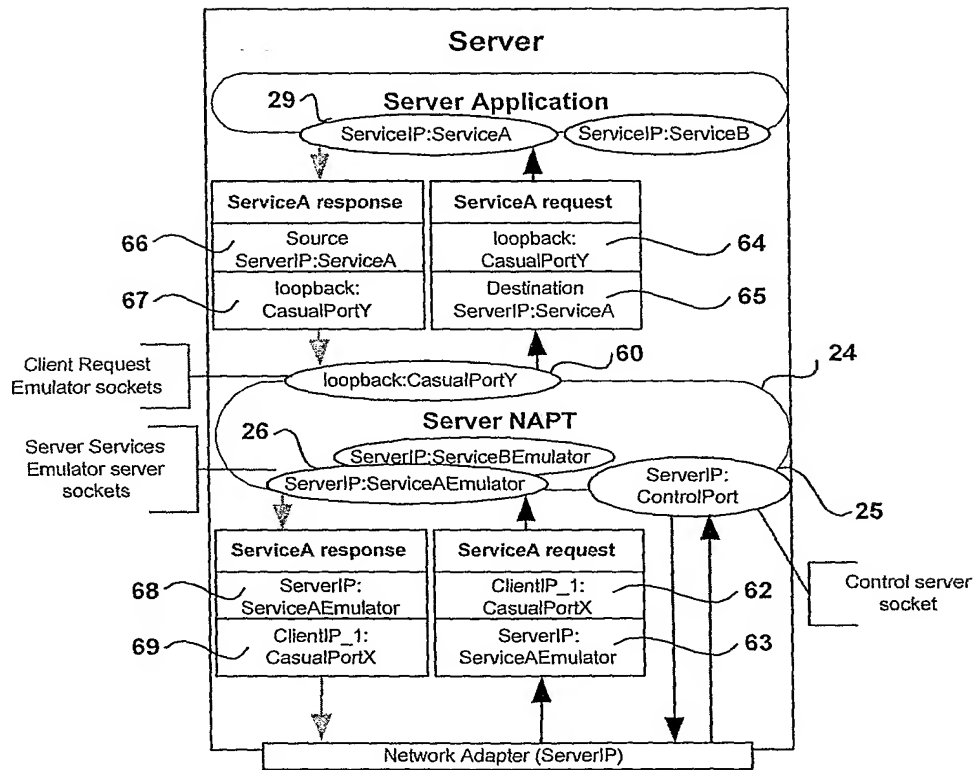 Server
Server Application
29
ServiceIP:ServiceA
ServiceIP:ServiceB
ServiceA response
Source
ServerIP:ServiceA
loopback:
CasualPortY
66
67
ServiceA request
loopback:
CasualPortY
Destination
ServerIP:ServiceA
64
65
Client Request
Emulator sockets
loopback:CasualPortY
60
24
Server NAPT
26
Server Services
Emulator server
sockets
ServerIP:ServiceBEmulator
ServerIP:ServiceAEmulator
ServerIP:
ControlPort
25
ServiceA response
ServerIP:
ServiceAEmulator
ClientIP_1:
CasualPortX
68
69
ServiceA request
ClientIP_1:
CasualPortX
ServerIP:
ServiceAEmulator
62
63
Control server
socket
Network Adapter (ServerIP)